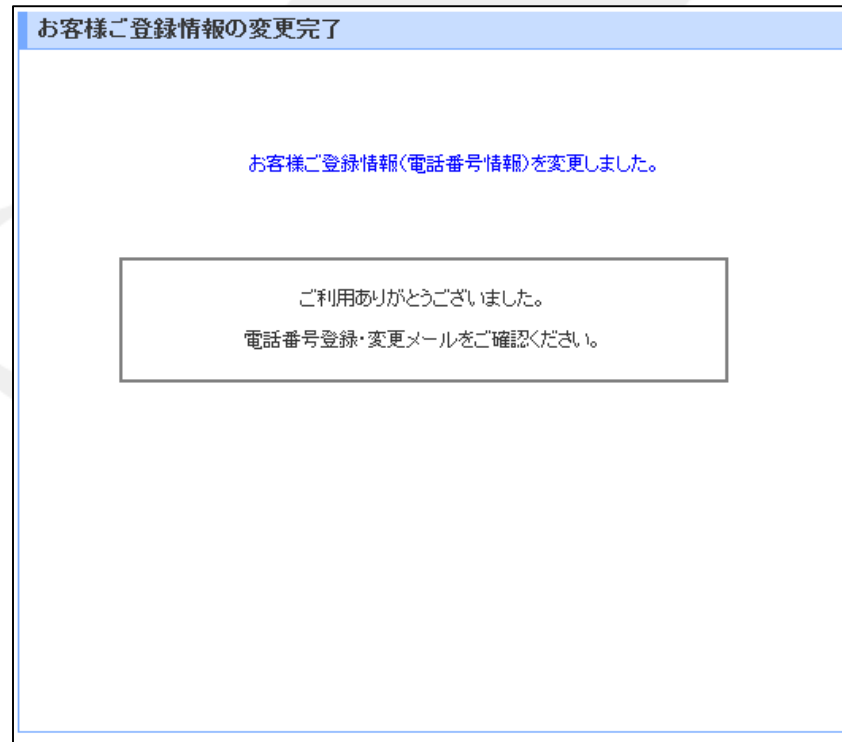 お客様ご登録情報の変更完了
お客様ご登録情報(電話番号情報)を変更しました。
ご利用ありがとうございました。
電話番号登録・変更メールをご確認ください。